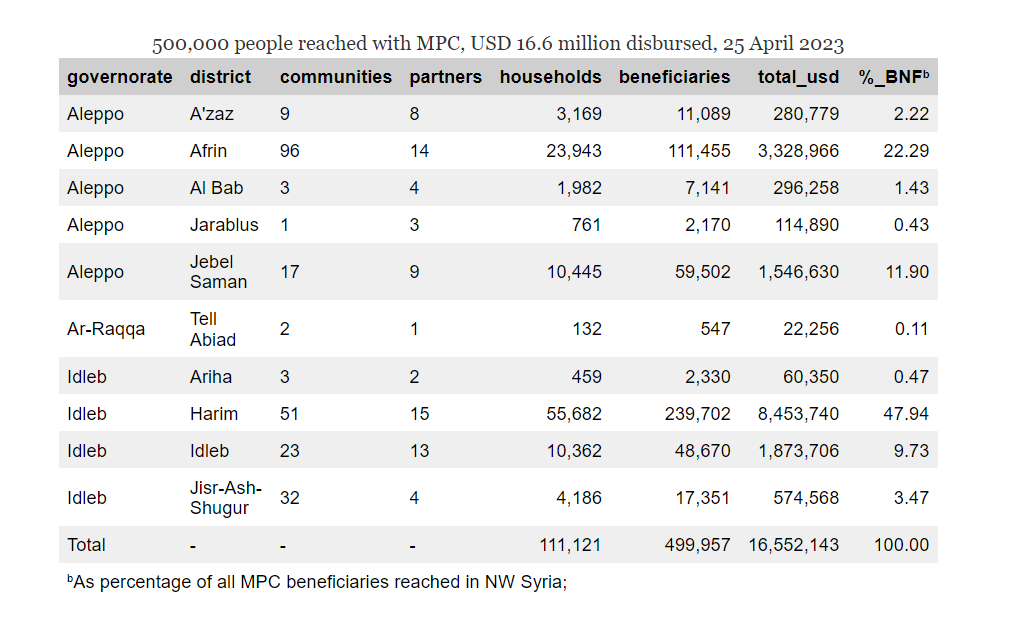 500,000 people reached with MPC, USD 16.6 million disbursed, 25 April 2023
governorate district communities partners households beneficiaries total_usd %_BNFᵇ
Aleppo A'zaz 9 8 3,169 11,089 280,779 2.22
Aleppo Afrin 96 14 23,943 111,455 3,328,966 22.29
Aleppo Al Bab 3 4 1,982 7,141 296,258 1.43
Aleppo Jarablus 1 3 761 2,170 114,890 0.43
Aleppo Jebel Saman 17 9 10,445 59,502 1,546,630 11.90
Ar-Raqqa Tell Abiad 2 1 132 547 22,256 0.11
Idleb Ariha 3 2 459 2,330 60,350 0.47
Idleb Harim 51 15 55,682 239,702 8,453,740 47.94
Idleb Idleb 23 13 10,362 48,670 1,873,706 9.73
Idleb Jisr-Ash-Shugur 32 4 4,186 17,351 574,568 3.47
Total - - - 111,121 499,957 16,552,143 100.00
ᵇAs percentage of all MPC beneficiaries reached in NW Syria;